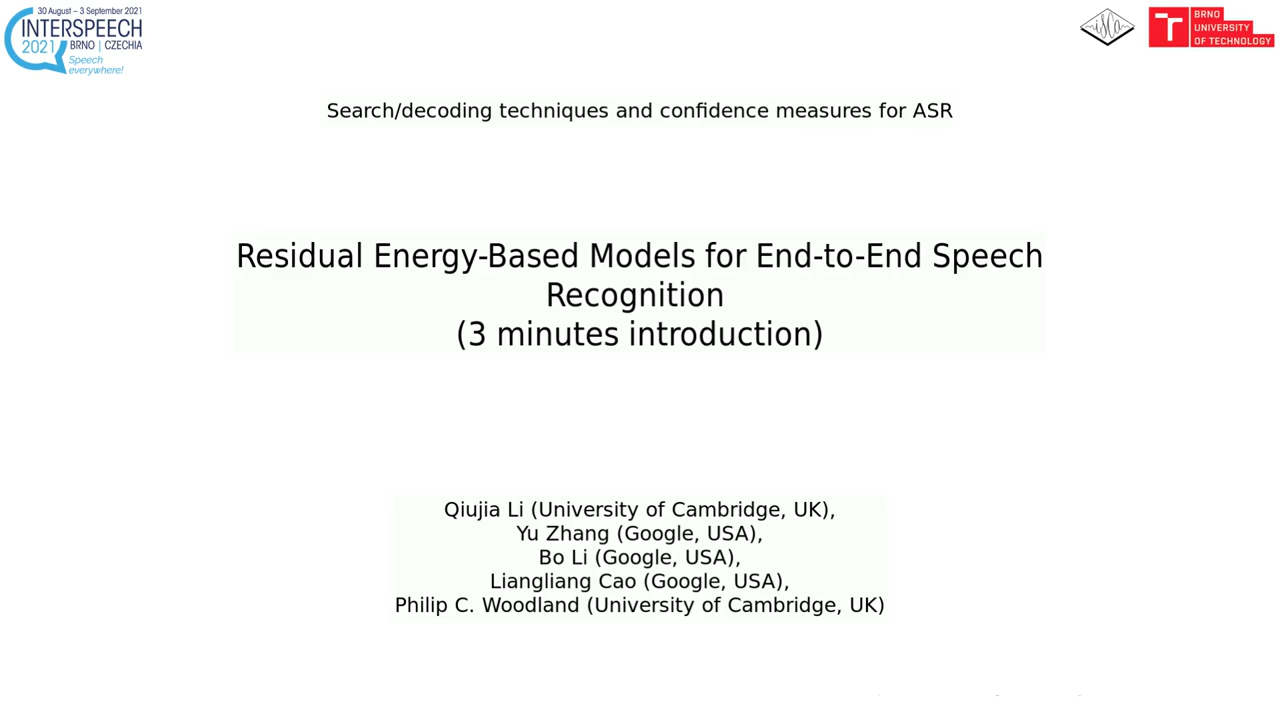 30 August – 3 September 2021
INTERSPEECH
2021 BRNO | CZECHIA
Speech
everywhere!
isca
BRNO
UNIVERSITY
OF TECHNOLOGY
Search/decoding techniques and confidence measures for ASR
Residual Energy-Based Models for End-to-End Speech
Recognition
(3 minutes introduction)
Qiujia Li (University of Cambridge, UK),
Yu Zhang (Google, USA),
Bo Li (Google, USA),
Liangliang Cao (Google, USA),
Philip C. Woodland (University of Cambridge, UK)